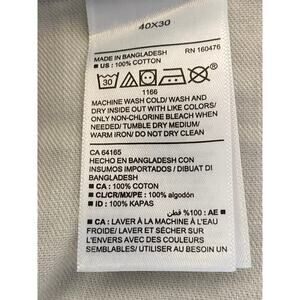 40X30
MADE IN BANGLADESH RN 160476
■ US : 100% COTTON
30
1166
MACHINE WASH COLD/ WASH AND
DRY INSIDE OUT WITH LIKE COLORS/
ONLY NON-CHLORINE BLEACH WHEN
NEEDED/ TUMBLE DRY MEDIUM/
WARM IRON/ DO NOT DRY CLEAN
CA 64165
HECHO EN BANGLADESH CON
INSUMOS IMPORTADOS / DIBUAT DI
BANGLADESH
■ CA : 100% COTON
■ CL/CR/MX/PE : 100% algodón
■ ID : 100% KAPAS
■ AE : 100% قطن
■ CA : LAVER À LA MACHINE À L'EAU
FROIDE/ LAVER ET SÉCHER SUR
L'ENVERS AVEC DES COULEURS
SEMBLABLES/ UTILISER AU BESOIN UN